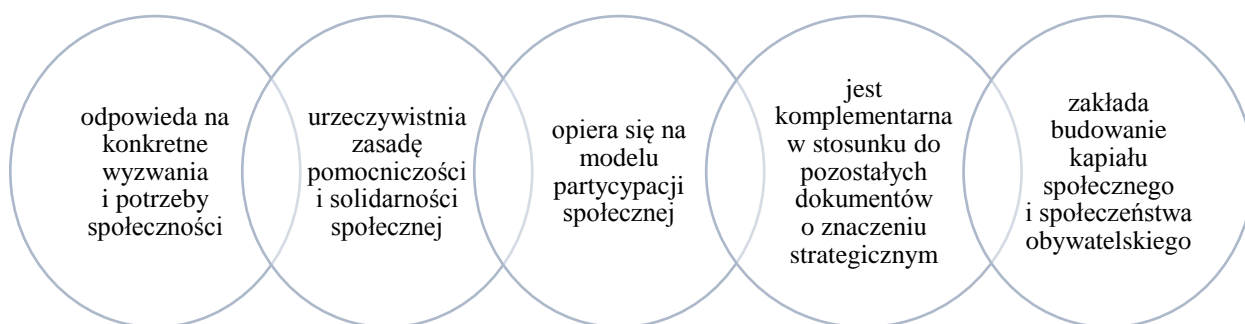 odpowieda na
konkretne
wyzwania
i potrzeby
społeczności
urzeczywistnia
zasadę
pomocniczości
i solidarności
społecznej
opiera się na
modelu
partycypacji
społecznej
jest
komplementarna
w stosunku do
pozostałych
dokumentów
o znaczeniu
strategicznym
zakłada
budowanie
kapiału
społecznego
i społeczeństwa
obywatelskiego